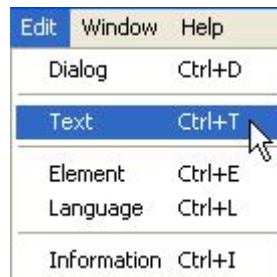 Edit Window Help
Dialog Ctrl+D
Text Ctrl+T
Element Ctrl+E
Language Ctrl+L
Information Ctrl+I